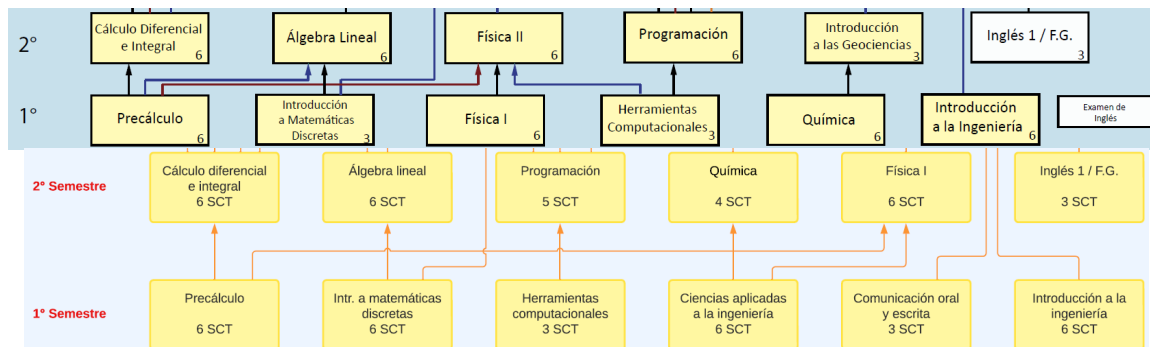 2°
Cálculo Diferencial
e Integral
6
Álgebra Lineal
6
Física II
6
Programación
6
Introducción
a las Geociencias
3
Inglés 1 / F.G.
3
1°
Precálculo
6
Introducción
a Matemáticas
Discretas
3
Física I
6
Herramientas
Computacionales
3
Química
6
Introducción
a la Ingeniería
6
Examen de
Inglés
2º Semestre
Cálculo diferencial
e integral
6 SCT
Álgebra lineal
6 SCT
Programación
5 SCT
Química
4 SCT
Física I
6 SCT
Inglés 1 / F.G.
3 SCT
1º Semestre
Precálculo
6 SCT
Intr. a matemáticas
discretas
6 SCT
Herramientas
computacionales
3 SCT
Ciencias aplicadas
a la ingeniería
6 SCT
Comunicación oral
y escrita
3 SCT
Introducción a la
ingeniería
6 SCT